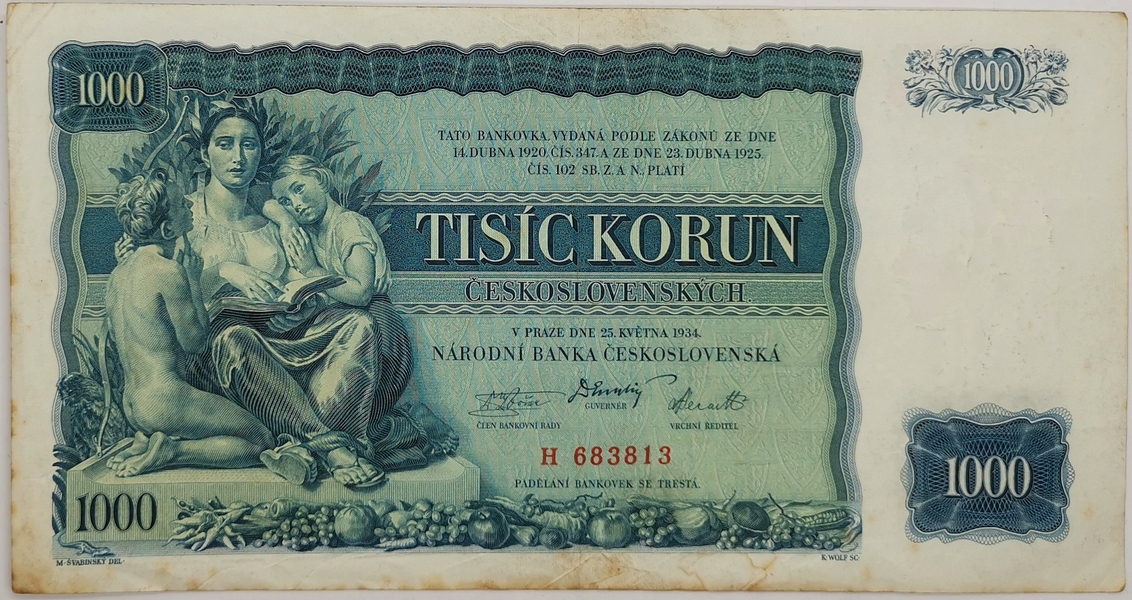 1000
1000
TATO BANKOVKA, VYDANÁ PODLE ZÁKONŮ ZE DNE
14. DUBNA 1920, ČÍS. 347. A ZE DNE 23. DUBNA 1925,
ČÍS. 102 SB. Z. A N., PLATÍ
TISÍC KORUN
ČESKOSLOVENSKÝCH.
V PRAZE DNE 25. KVĚTNA 1934.
NÁRODNÍ BANKA ČESKOSLOVENSKÁ
ČLEN BANKOVNÍ RADY
GUVERNÉR
VRCHNÍ ŘEDITEL
H 683813
PADĚLÁNÍ BANKOVEK SE TRESTÁ.
1000
1000
M. ŠVABINSKÝ DEL.
K. WOLF SC.